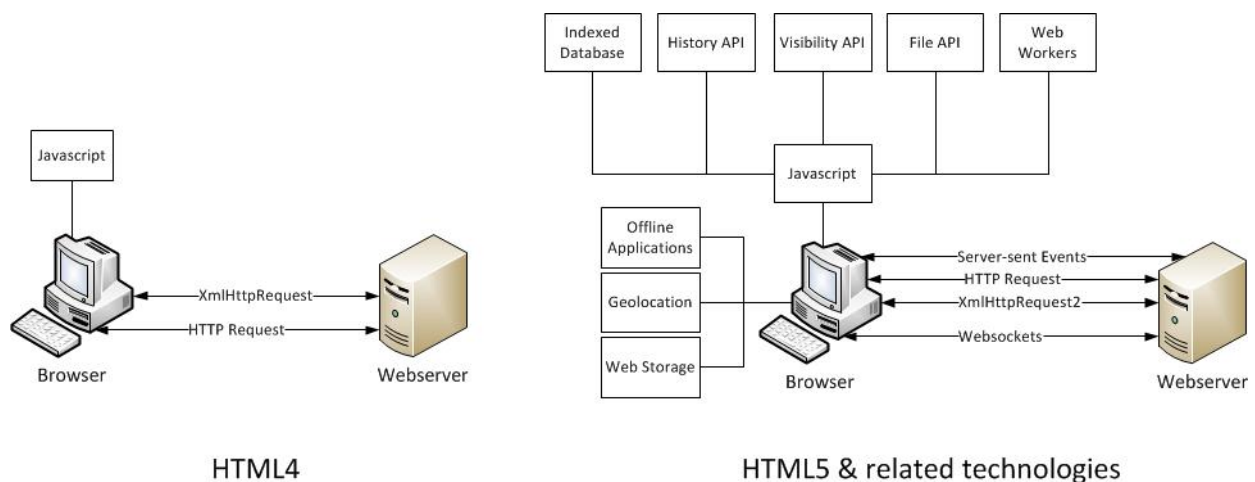 Javascript
XmlHttpRequest
HTTP Request
Browser
Webserver
HTML4
Indexed
Database
History API
Visibility API
File API
Web
Workers
Javascript
Offline
Applications
Geolocation
Web Storage
Server-sent Events
HTTP Request
XmlHttpRequest2
Websockets
Browser
Webserver
HTML5 & related technologies